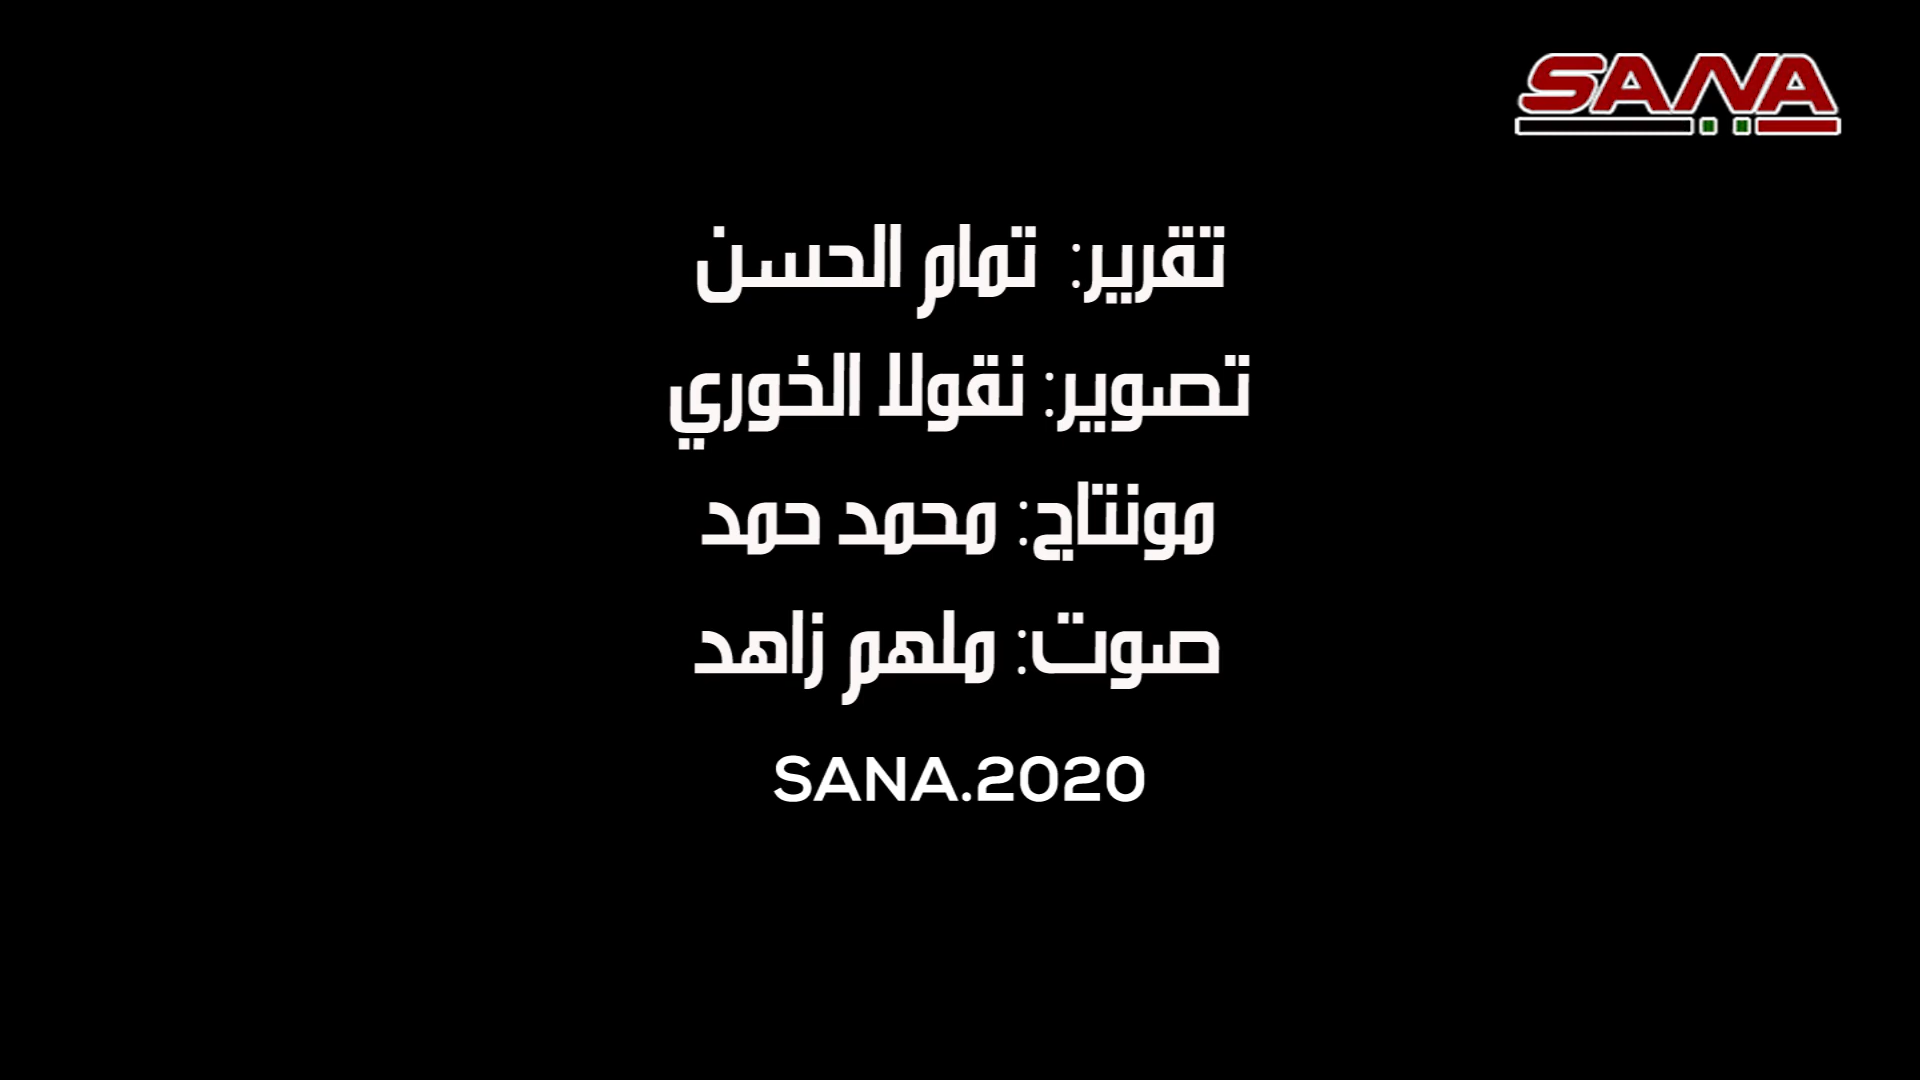 SANA
تقرير: تمام الحسن
تصوير: نقولا الخوري
مونتاج: محمد حمد
صوت: ملهم زاهد
SANA.2020